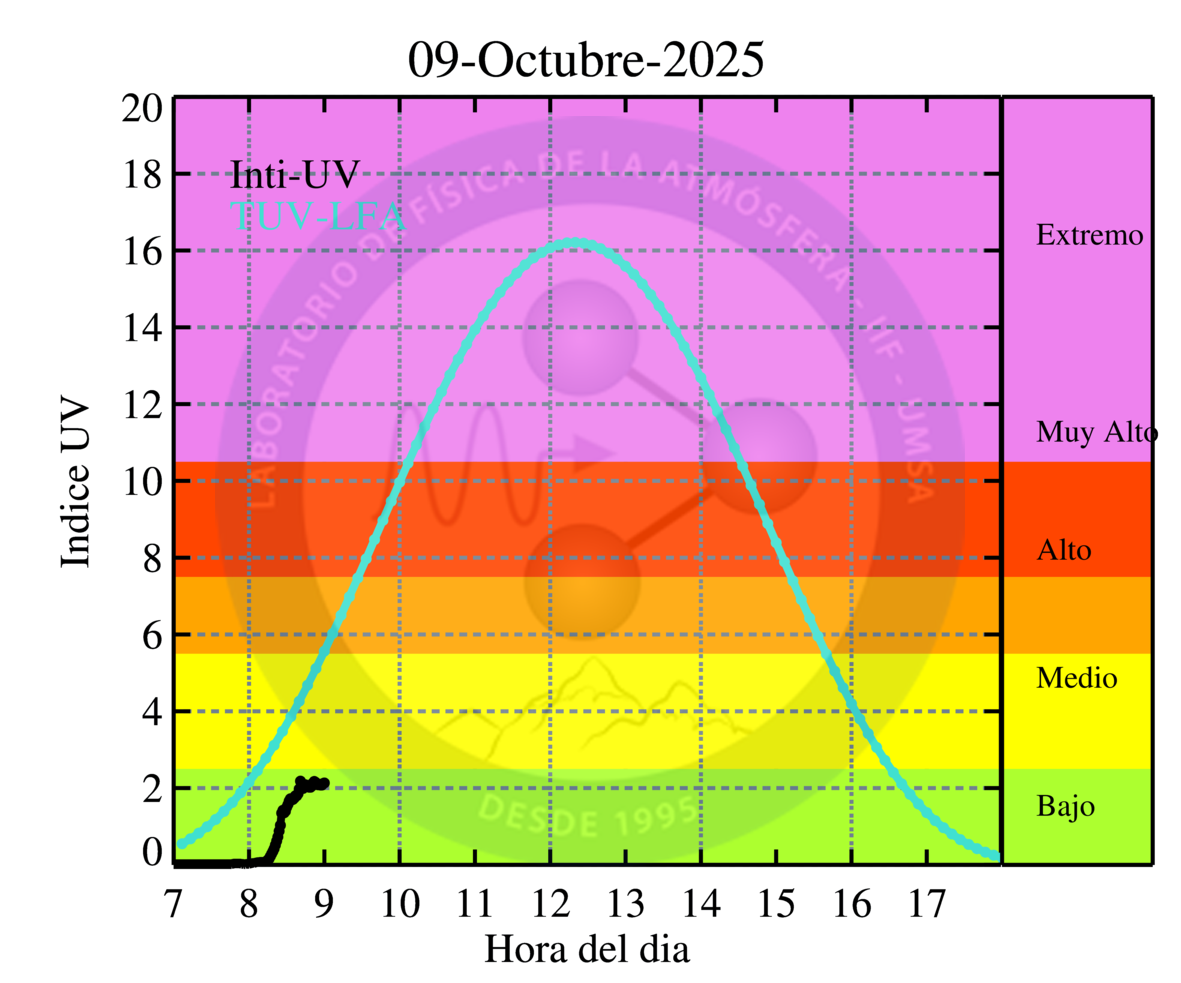 09-Octubre-2025
20
18
16
14
12
10
8
6
4
2
0
Indice UV
Inti-UV
TUV-LFA
LABORATORIO DE FÍSICA DE LA ATMÓSFERA - IIF - UMSA
DESDE 1995
Extremo
Muy Alto
Alto
Medio
Bajo
7 8 9 10 11 12 13 14 15 16 17
Hora del dia